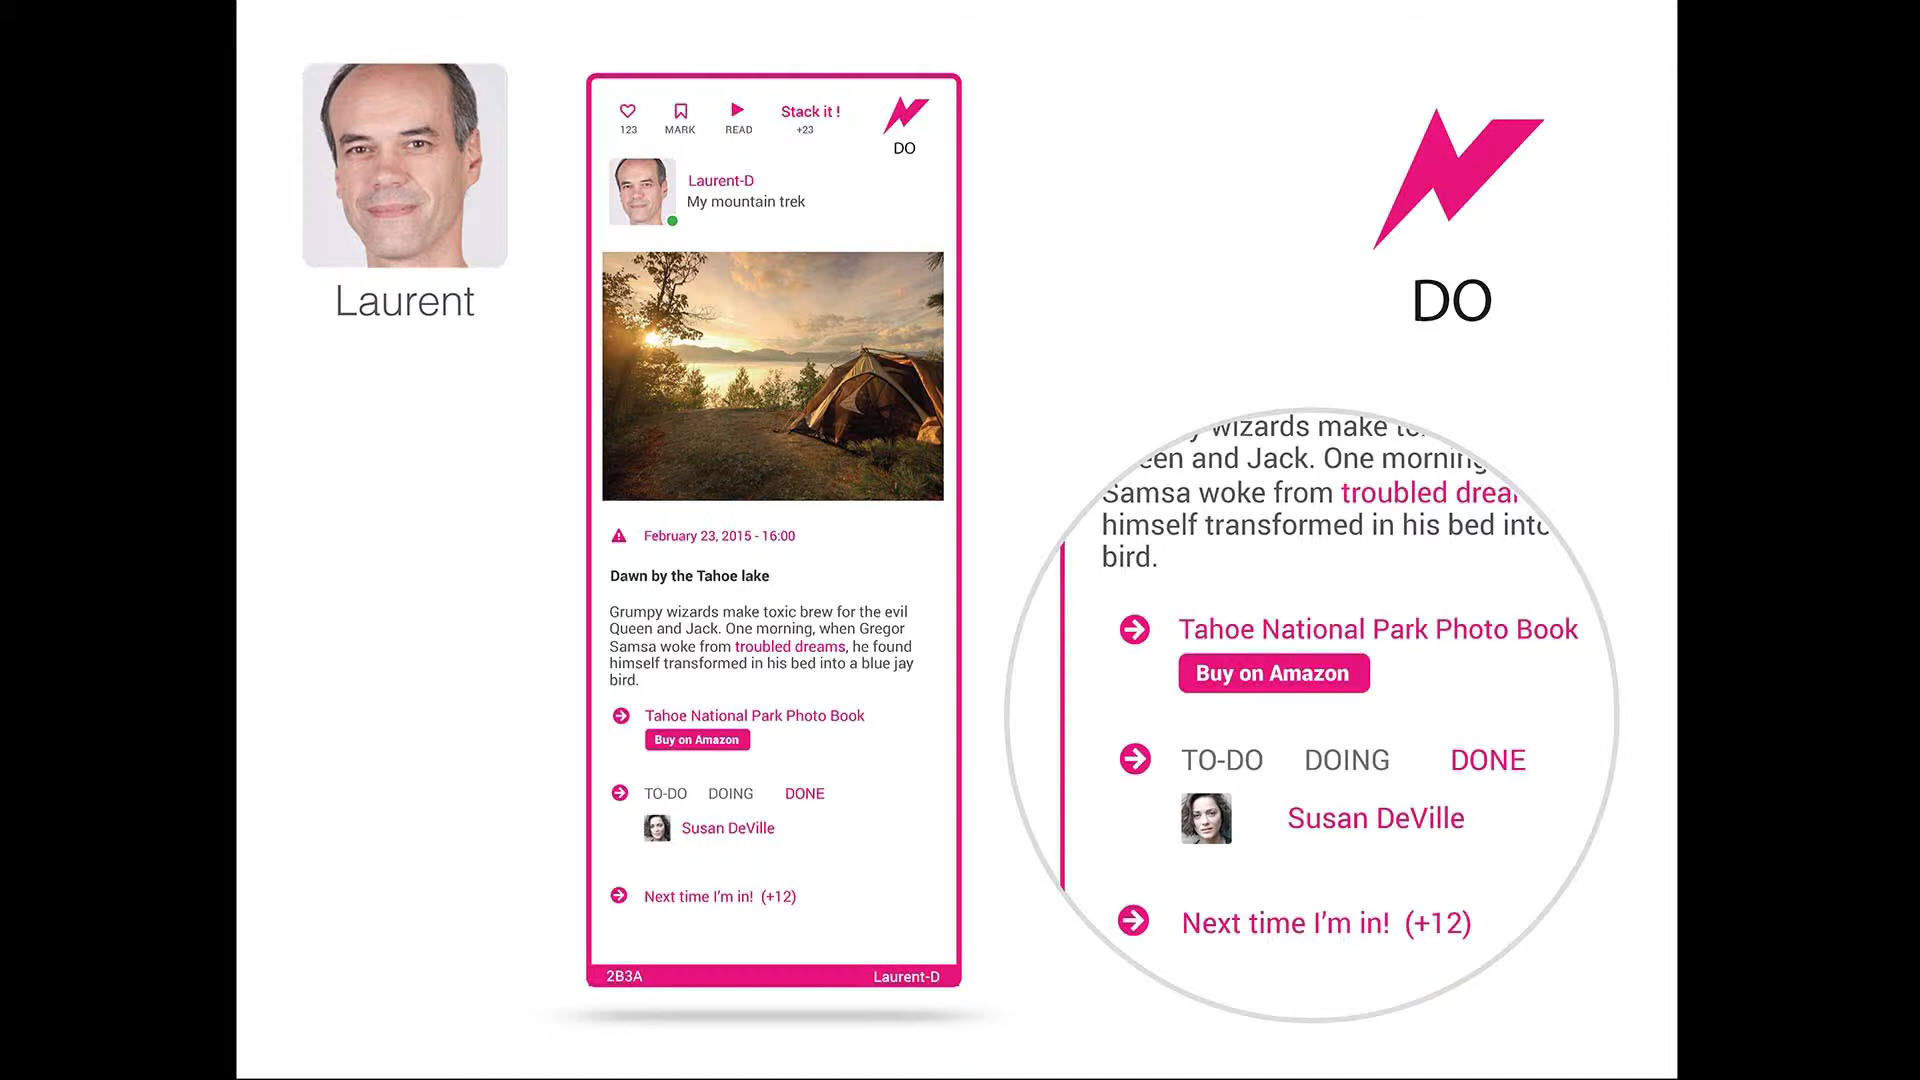 Laurent
123
MARK
READ
Stack it !
+23
DO
Laurent-D
My mountain trek
February 23, 2015 - 16:00
Dawn by the Tahoe lake
Grumpy wizards make toxic brew for the evil
Queen and Jack. One morning, when Gregor
Samsa woke from troubled dreams, he found
himself transformed in his bed into a blue jay
bird.
Tahoe National Park Photo Book
Buy on Amazon
TO-DO DOING DONE
Susan DeVille
Next time I'm in! (+12)
2B3A
Laurent-D
DO
wizards make
and Jack. One morning
Samsa woke from troubled
himself transformed in his bed into
bird.
Tahoe National Park Photo Book
Buy on Amazon
TO-DO DOING DONE
Susan DeVille
Next time I'm in! (+12)